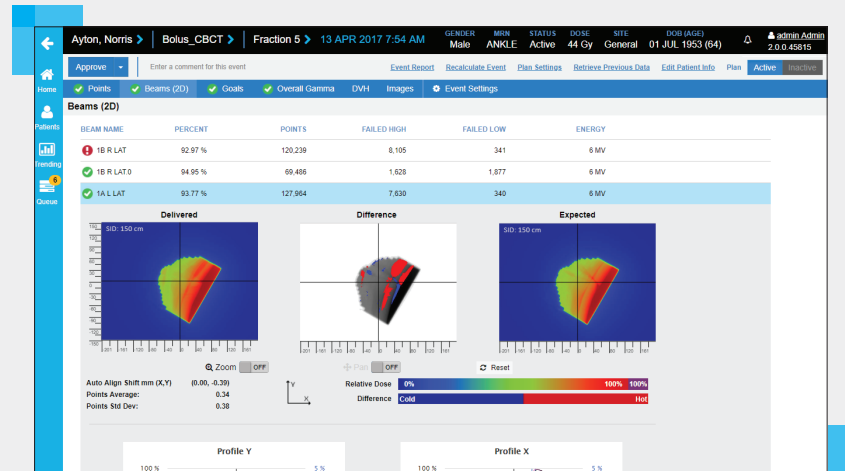 Ayton, Norris > Bolus_CBCT > Fraction 5 > 13 APR 2017 7:54 AM
GENDER MRN STATUS DOSE SITE DOB (AGE)
Male ANKLE Active 44 Gy General 01 JUL 1953 (64)
admin Admin
2.0.0.45815
Approve Enter a comment for this event Event Report Recalculate Event Plan Settings Retrieve Previous Data Edit Patient Info Plan Active Inactive
Home
Patients
Trending
6
Queue
Points Beams (2D) Goals Overall Gamma DVH Images Event Settings
Beams (2D)
BEAM NAME PERCENT POINTS FAILED HIGH FAILED LOW ENERGY
1B R LAT 92.97 % 120,239 8,105 341 6 MV
1B R LAT.0 94.95 % 69,486 1,628 1,877 6 MV
1A L LAT 93.77 % 127,964 7,630 340 6 MV
Delivered Difference Expected
SID: 150 cm SID: 150 cm
Zoom OFF Pan OFF Reset
Auto Align Shift mm (X,Y) (0.00, -0.39)
Points Average: 0.34
Points Std Dev: 0.38
Y
X
Relative Dose 0% 100% 100%
Difference Cold Hot
Profile Y Profile X
100 % 5 % 100 % 5 %